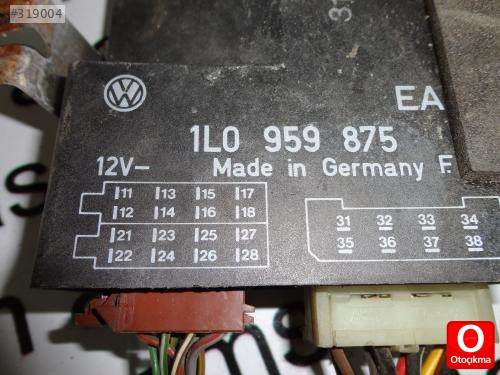 #319004
31
EA
1L0 959 875
12V- Made in Germany F.
11 13 15 17
12 14 16 18
21 23 25 27
22 24 26 28
31 32 33 34
35 36 37 38
O
Otoçıkma